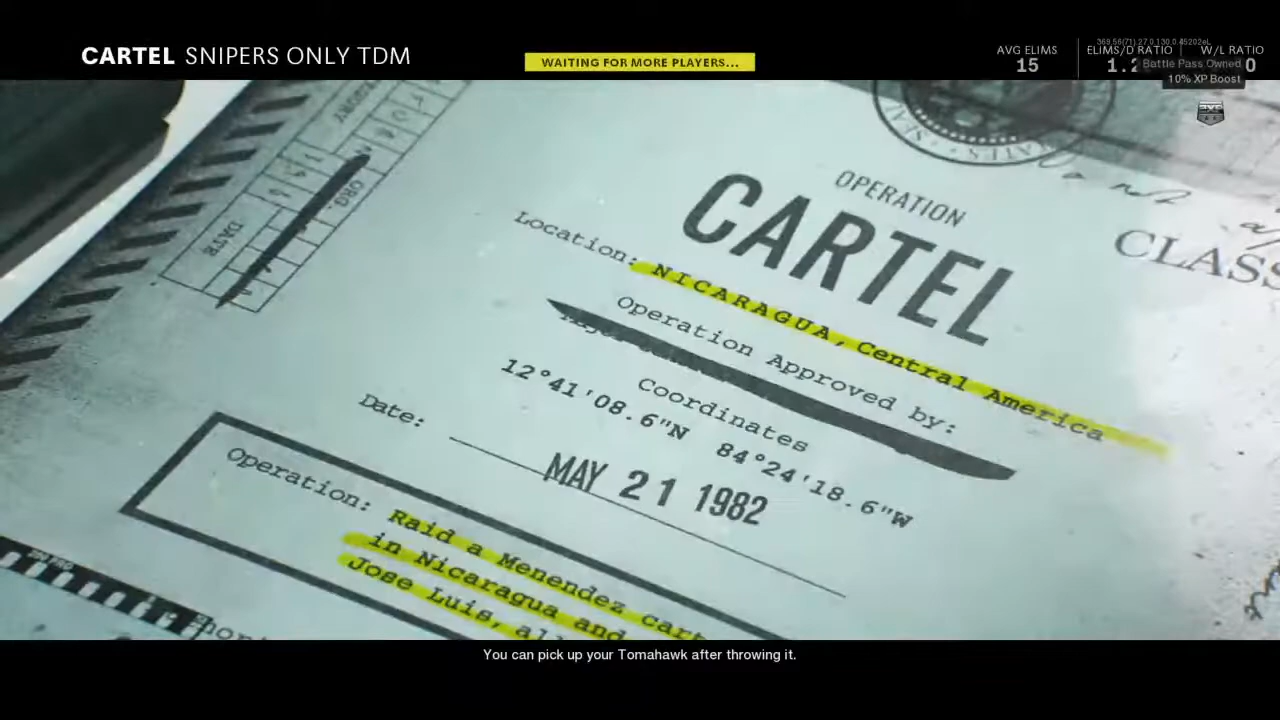 CARTEL SNIPERS ONLY TDM
WAITING FOR MORE PLAYERS...
AVG ELIMS
15
ELIMS/D RATIO
W/L RATIO
Battle Pass Owned
10% XP Boost
2XP
OPERATION
CARTEL
CLASS
Location: NICARAGUA, Central America
Operation Approved by:
Coordinates
12°41'08.6"N 84°24'18.6"W
Date:
MAY 21 1982
Operation: Raid a Menendez cart
in Nicaragua and
Jose Luis, al
ORG.
DATE
You can pick up your Tomahawk after throwing it.